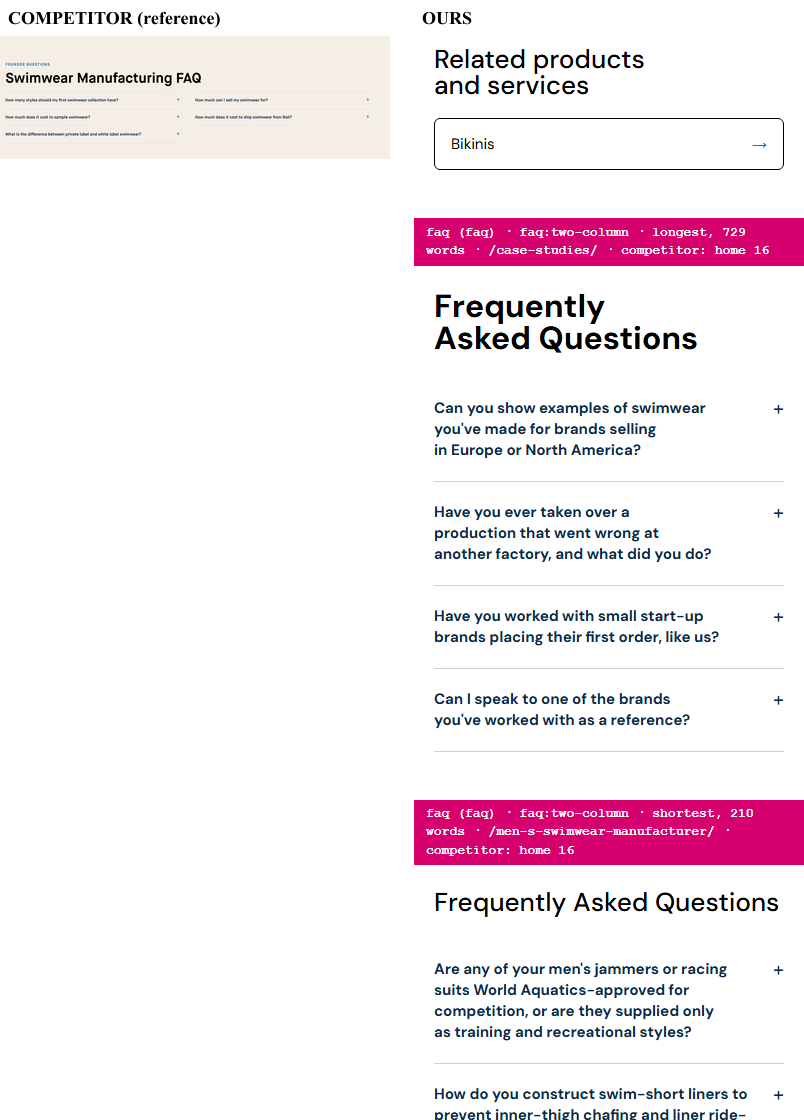 COMPETITOR (reference)
FOUNDER QUESTIONS
Swimwear Manufacturing FAQ
How many styles should my first swimwear collection have? +
How much can I sell my swimwear for? +
How much does it cost to sample swimwear? +
How much does it cost to ship swimwear from Bali? +
What is the difference between private label and white label swimwear? +
OURS
Related products
and services
Bikinis →
faq (faq) · faq:two-column · longest, 729
words · /case-studies/ · competitor: home 16
Frequently
Asked Questions
Can you show examples of swimwear +
you've made for brands selling
in Europe or North America?
Have you ever taken over a +
production that went wrong at
another factory, and what did you do?
Have you worked with small start-up +
brands placing their first order, like us?
Can I speak to one of the brands +
you've worked with as a reference?
faq (faq) · faq:two-column · shortest, 210
words · /men-s-swimwear-manufacturer/ ·
competitor: home 16
Frequently Asked Questions
Are any of your men's jammers or racing +
suits World Aquatics-approved for
competition, or are they supplied only
as training and recreational styles?
How do you construct swim-short liners to +
prevent inner-thigh chafing and liner ride-